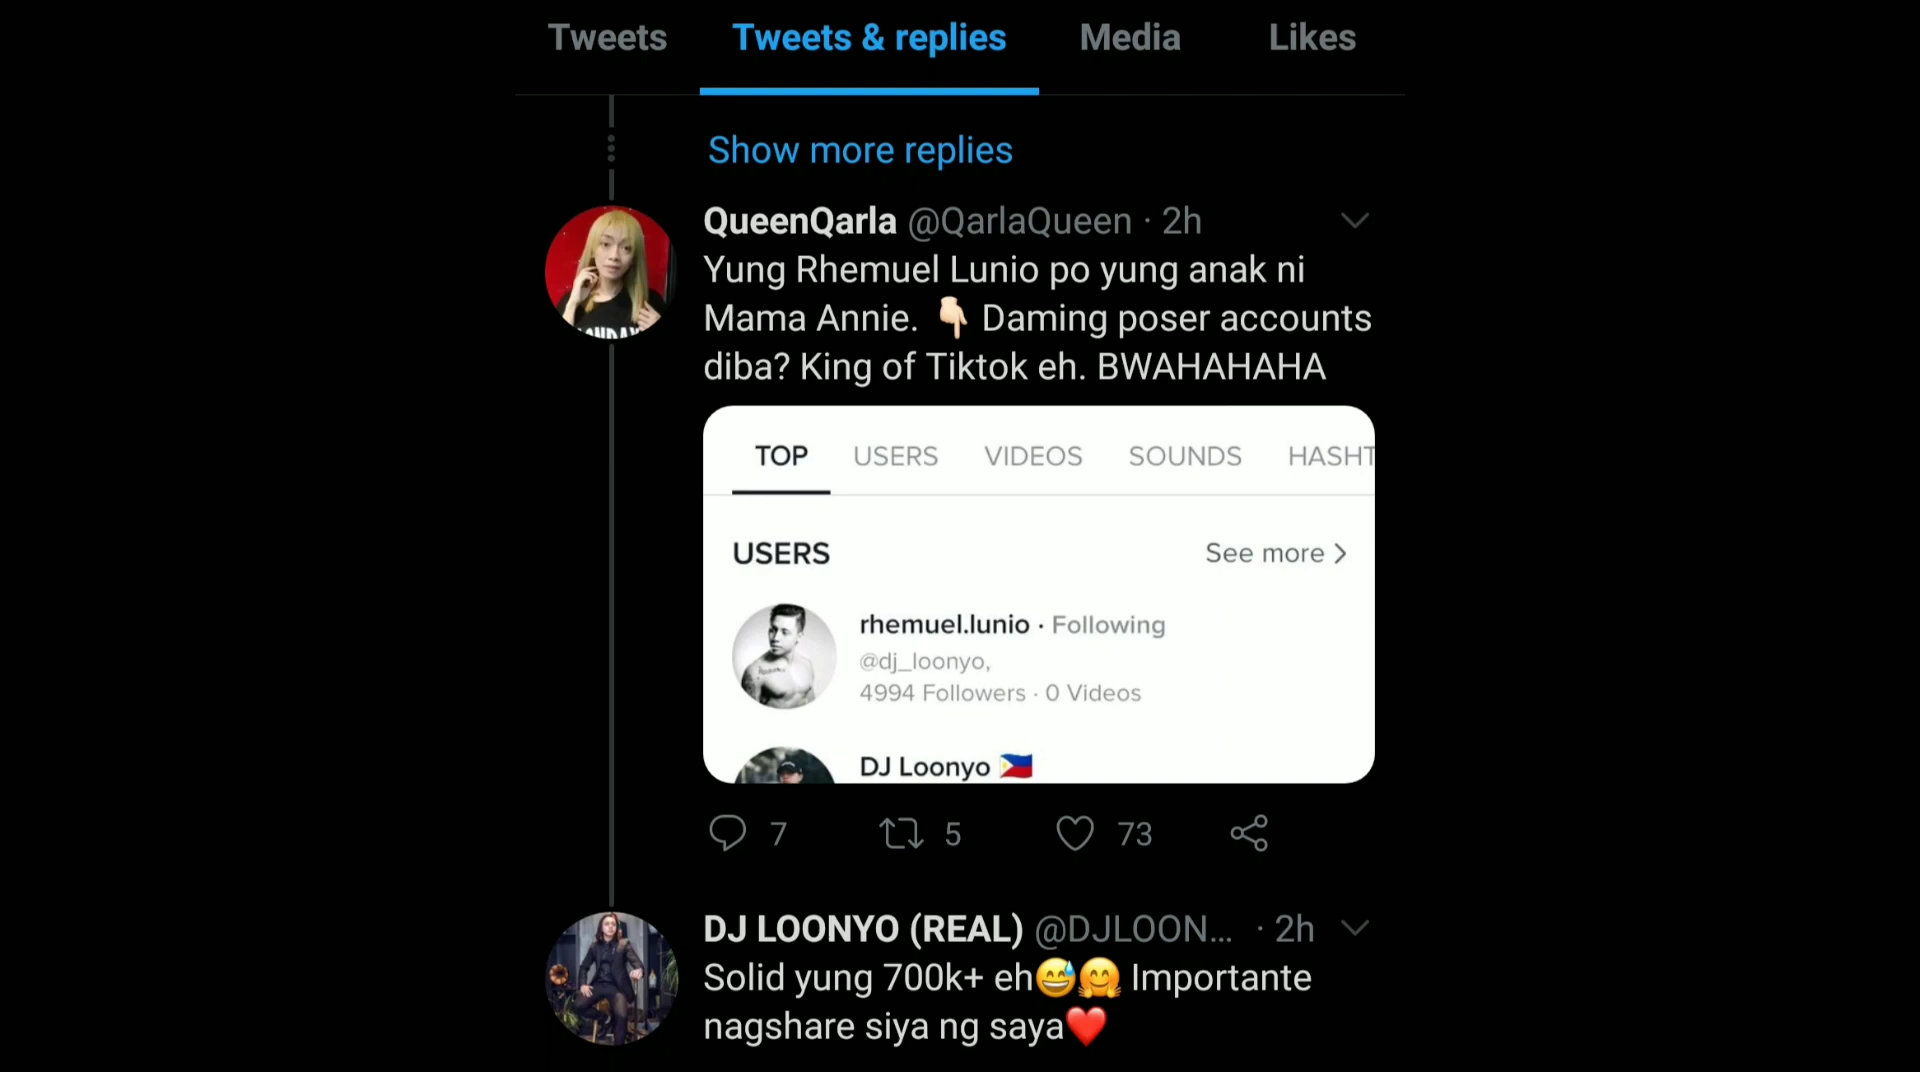 Tweets Tweets & replies Media Likes
Show more replies
QueenQarla @QarlaQueen · 2h
Yung Rhemuel Lunio po yung anak ni
Mama Annie. 👇🏻 Daming poser accounts
diba? King of Tiktok eh. BWAHAHAHA
TOP USERS VIDEOS SOUNDS HASHT
USERS See more >
rhemuel.lunio · Following
@dj_loonyo,
4994 Followers · 0 Videos
DJ Loonyo 🇵🇭
7 5 73
DJ LOONYO (REAL) @DJLOON... · 2h
Solid yung 700k+ eh😅🤗 Importante
nagshare siya ng saya❤️